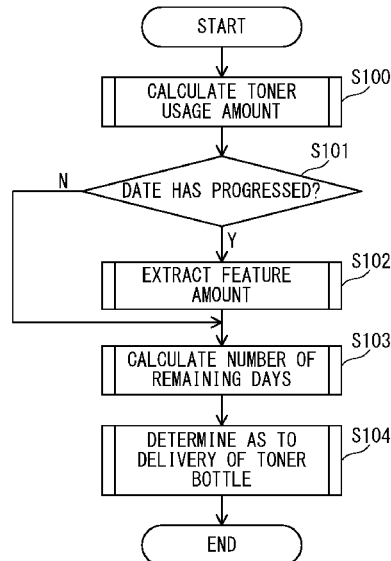 START
S100
CALCULATE TONER
USAGE AMOUNT
S101
N
DATE HAS PROGRESSED?
Y
S102
EXTRACT FEATURE
AMOUNT
S103
CALCULATE NUMBER OF
REMAINING DAYS
S104
DETERMINE AS TO
DELIVERY OF TONER
BOTTLE
END